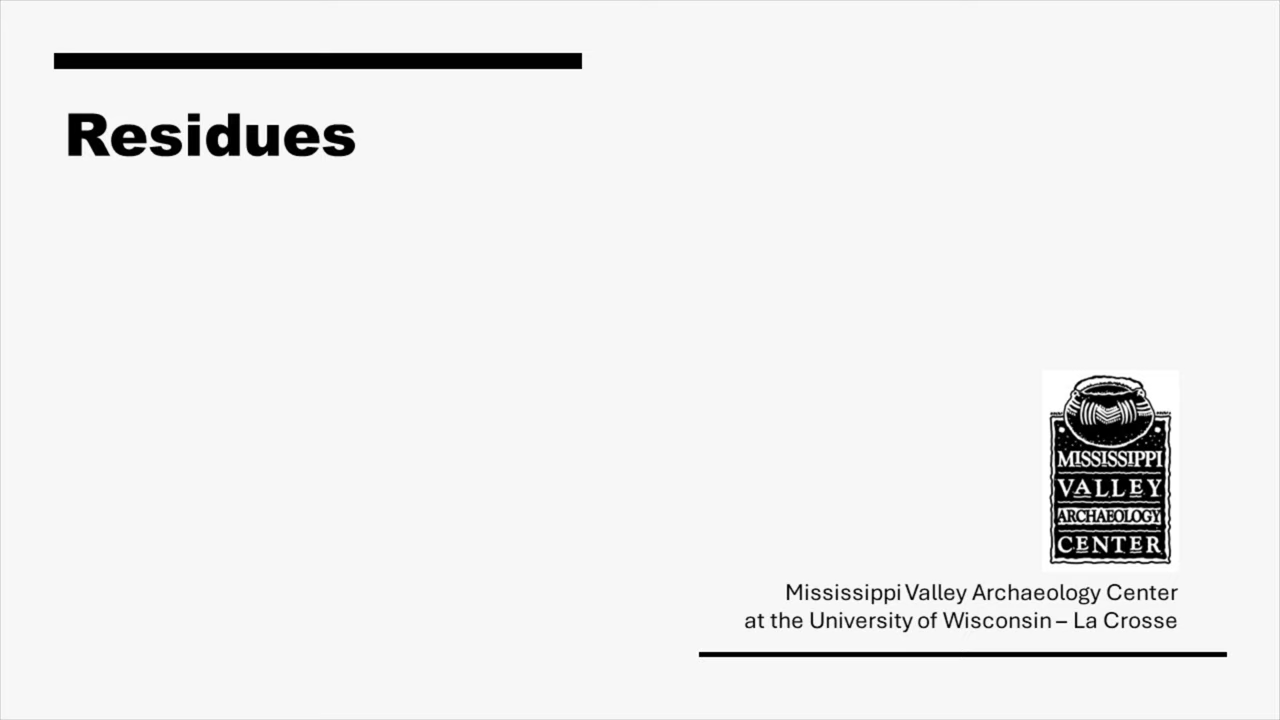 Residues
MISSISSIPPI
VALLEY
ARCHAEOLOGY
CENTER
Mississippi Valley Archaeology Center
at the University of Wisconsin – La Crosse